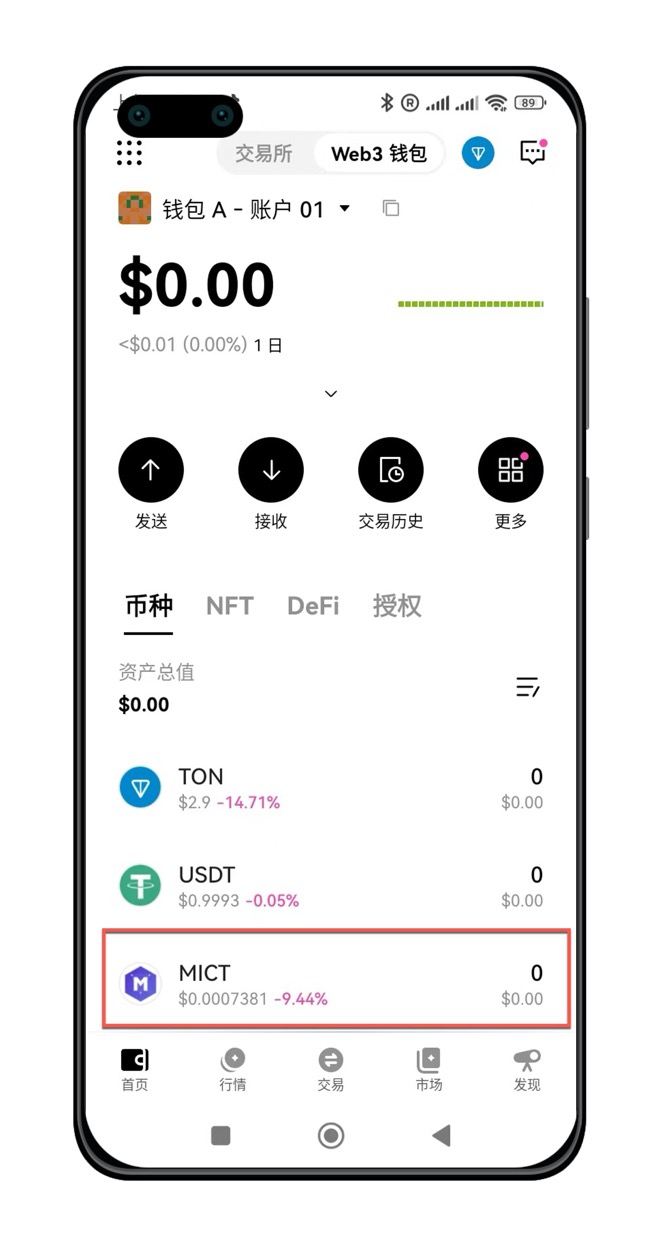 89
交易所
Web3 钱包
钱包 A - 账户 01
$0.00
<$0.01 (0.00%) 1 日
发送
接收
交易历史
更多
币种
NFT
DeFi
授权
资产总值
$0.00
TON
0
$2.9 -14.71%
$0.00
USDT
0
$0.9993 -0.05%
$0.00
MICT
0
$0.0007381 -9.44%
$0.00
首页
行情
交易
市场
发现